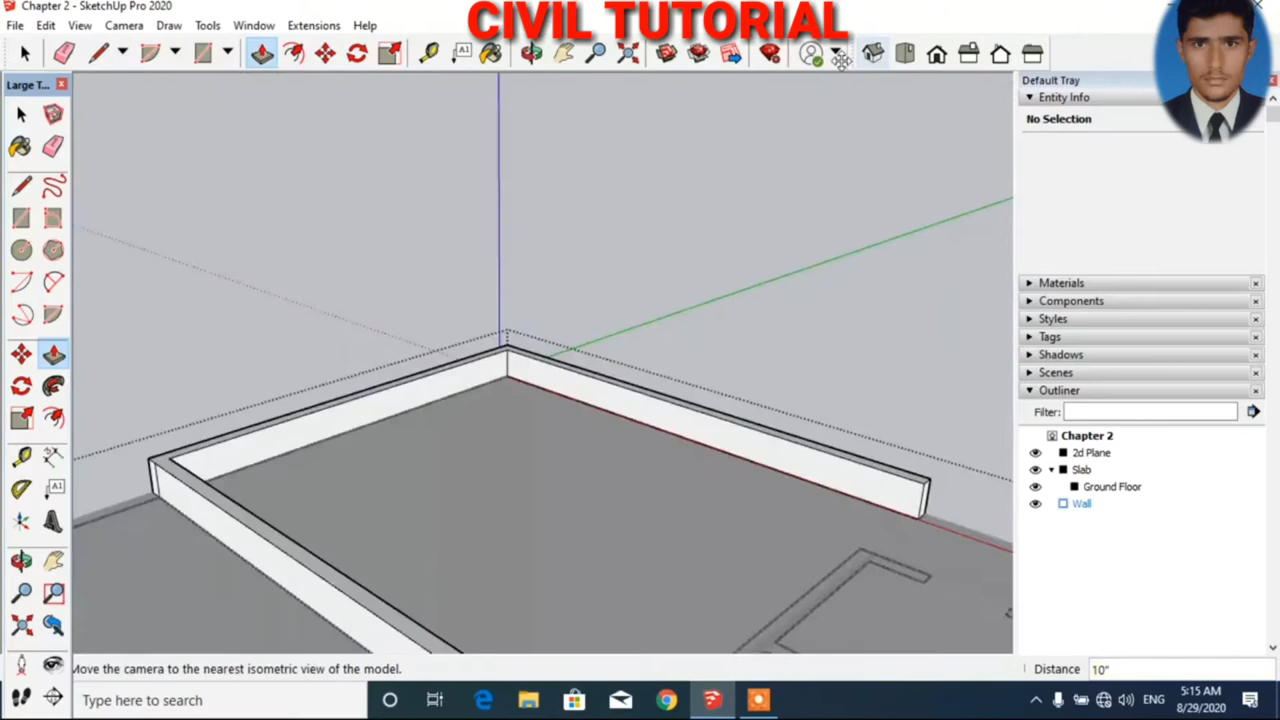 Chapter 2 - SketchUp Pro 2020
CIVIL TUTORIAL
File Edit Camera Draw Tools Window Extensions Help
A1
Large T...
Default Tray
Entity Info
No Selection
A1
Materials
Components
Styles
Tags
Shadows
Scenes
Outliner
Filter:
Chapter 2
2d Plane
Slab
Ground Floor
Wall
Move the camera to the nearest isometric view of the model.
Distance 10"
Type here to search
ENG
5:15 AM
8/29/2020